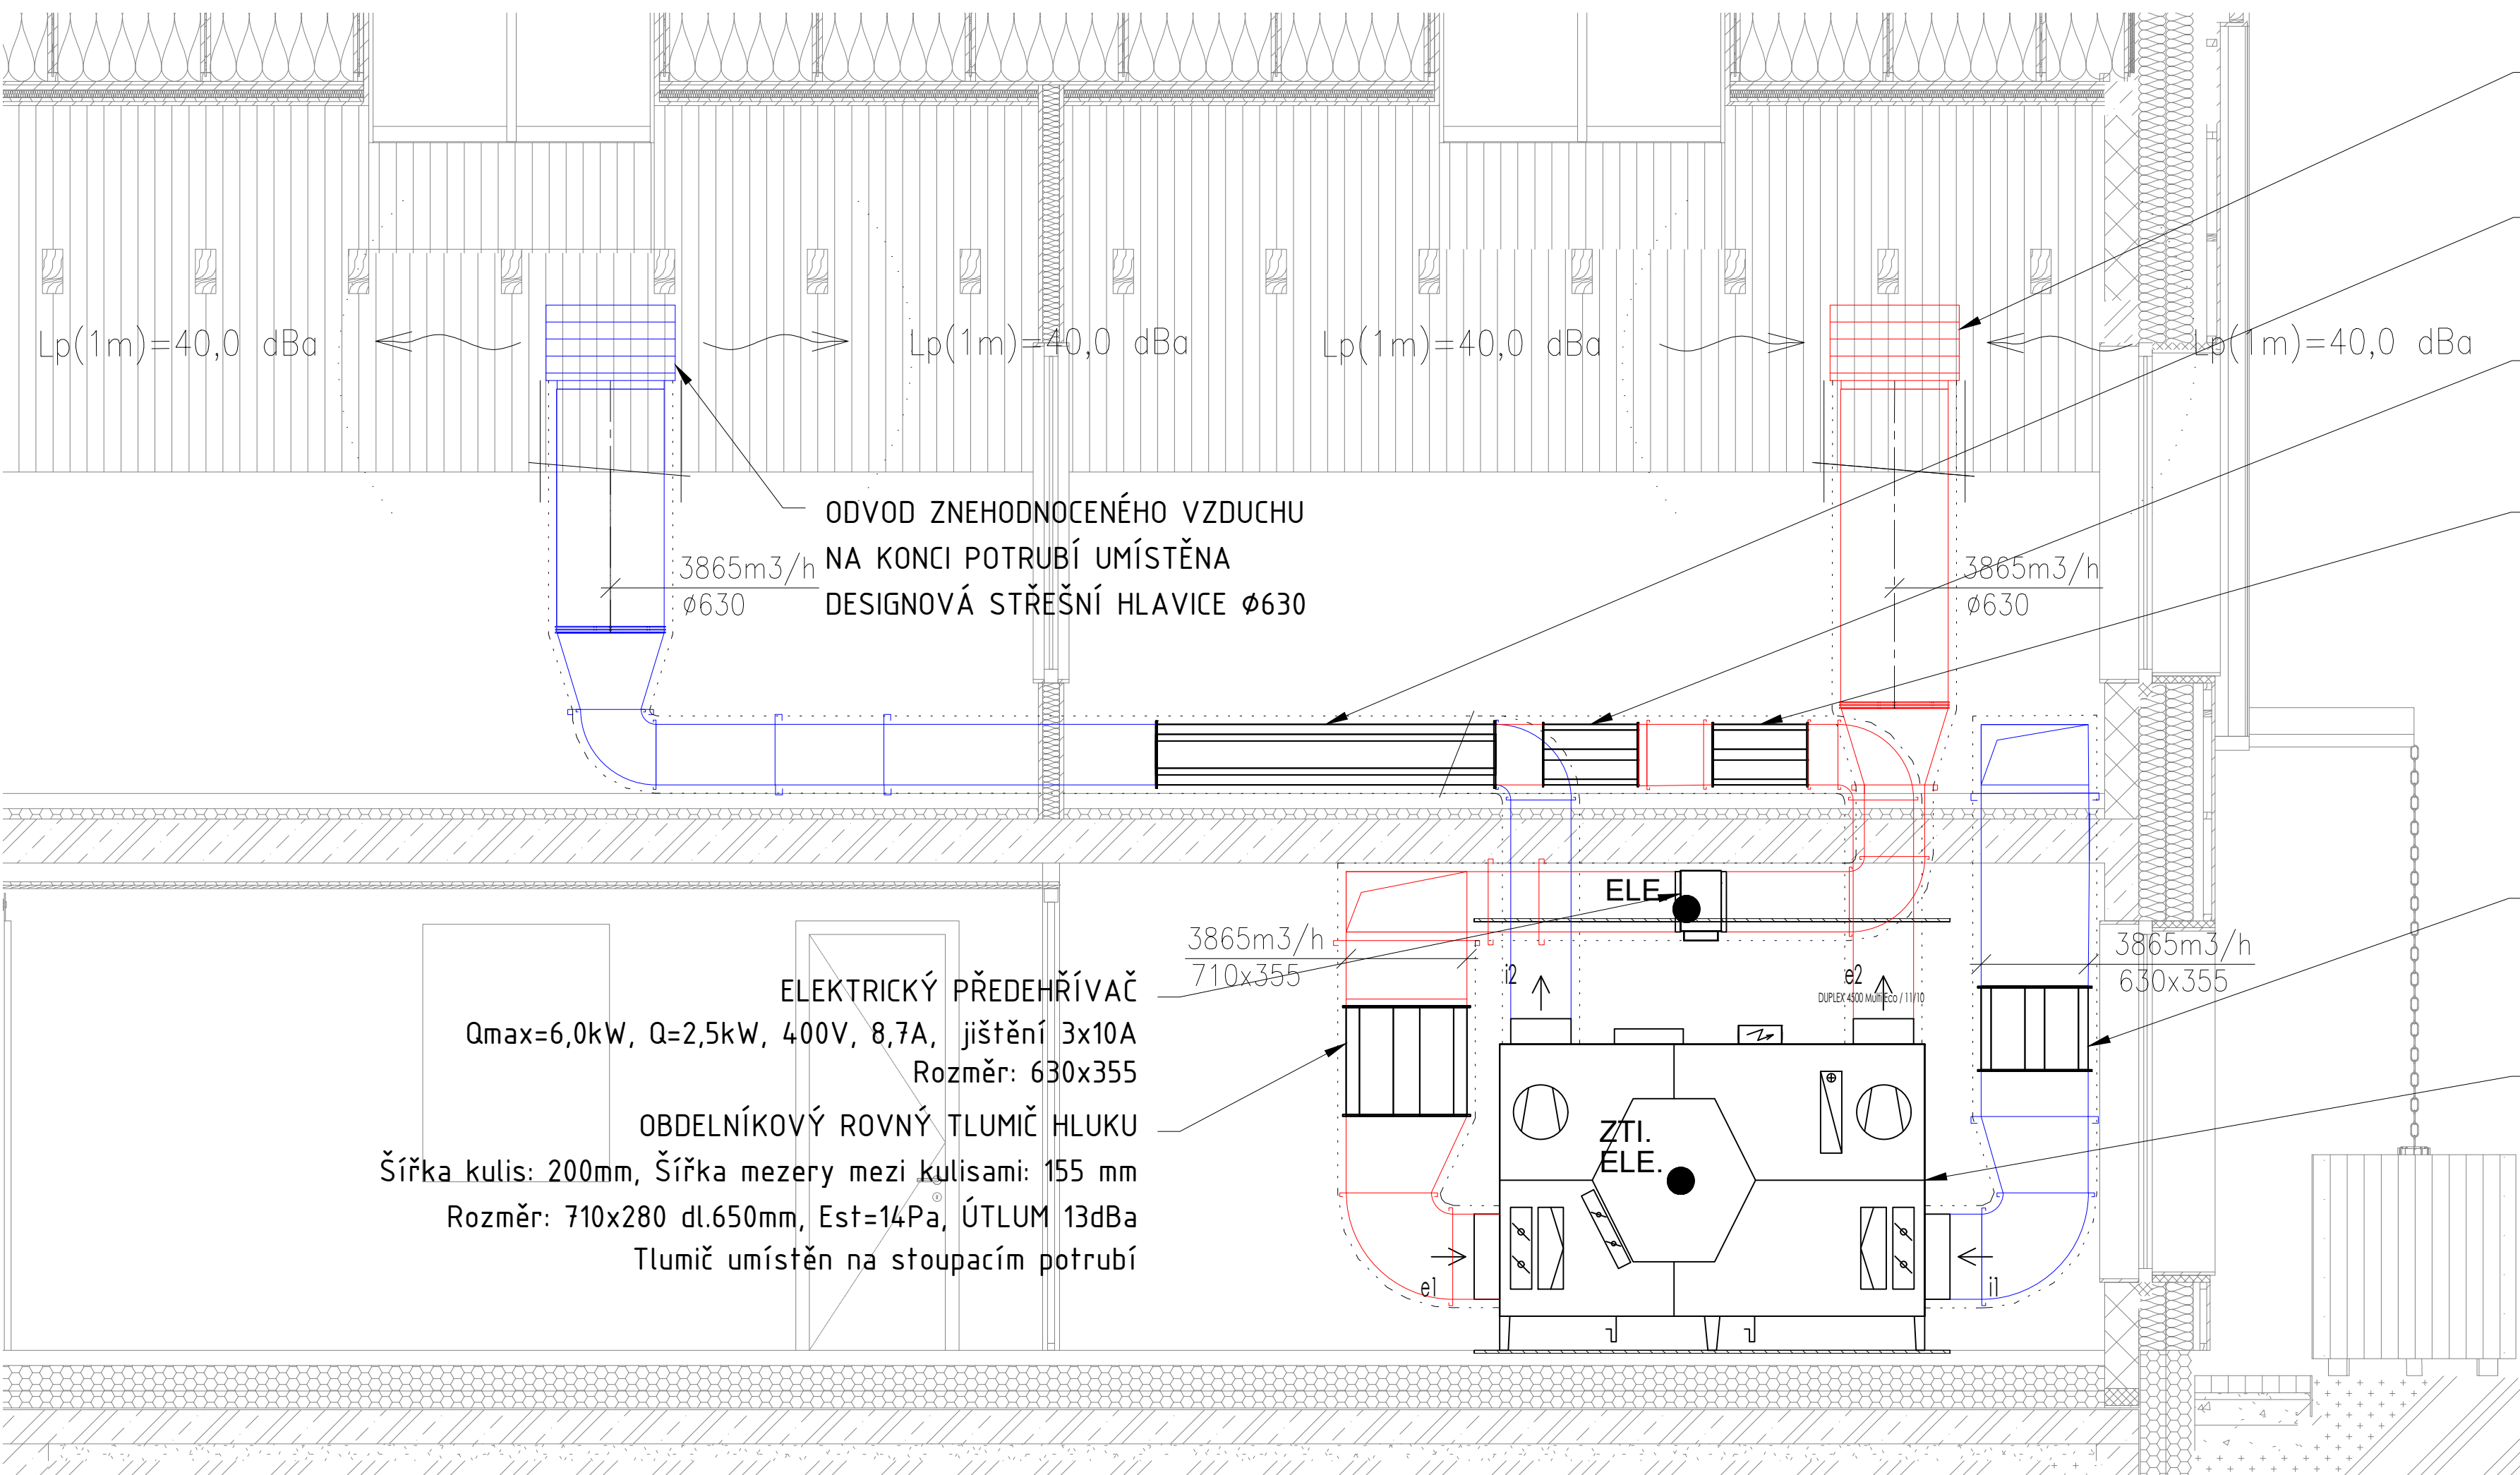 Lp(1m)=40,0 dBa
Lp(1m)=40,0 dBa
Lp(1m)=40,0 dBa
Lp(1m)=40,0 dBa
ODVOD ZNEHODNOCENÉHO VZDUCHU
NA KONCI POTRUBÍ UMÍSTĚNA
DESIGNOVÁ STŘEŠNÍ HLAVICE ø630
3865m3/h
ø630
3865m3/h
ø630
ELE.
3865m3/h
710x355
3865m3/h
630x355
i2
e2
DUPLEX 4500 Multi Eco / 11/10
ELEKTRICKÝ PŘEDEHŘÍVAČ
Qmax=6,0kW, Q=2,5kW, 400V, 8,7A, jištění 3x10A
Rozměr: 630x355
OBDELNÍKOVÝ ROVNÝ TLUMIČ HLUKU
Šířka kulis: 200mm, Šířka mezery mezi kulisami: 155 mm
Rozměr: 710x280 dl.650mm, Est=14Pa, ÚTLUM 13dBa
Tlumič umístěn na stoupacím potrubí
ZTI.
ELE.
e1
i1